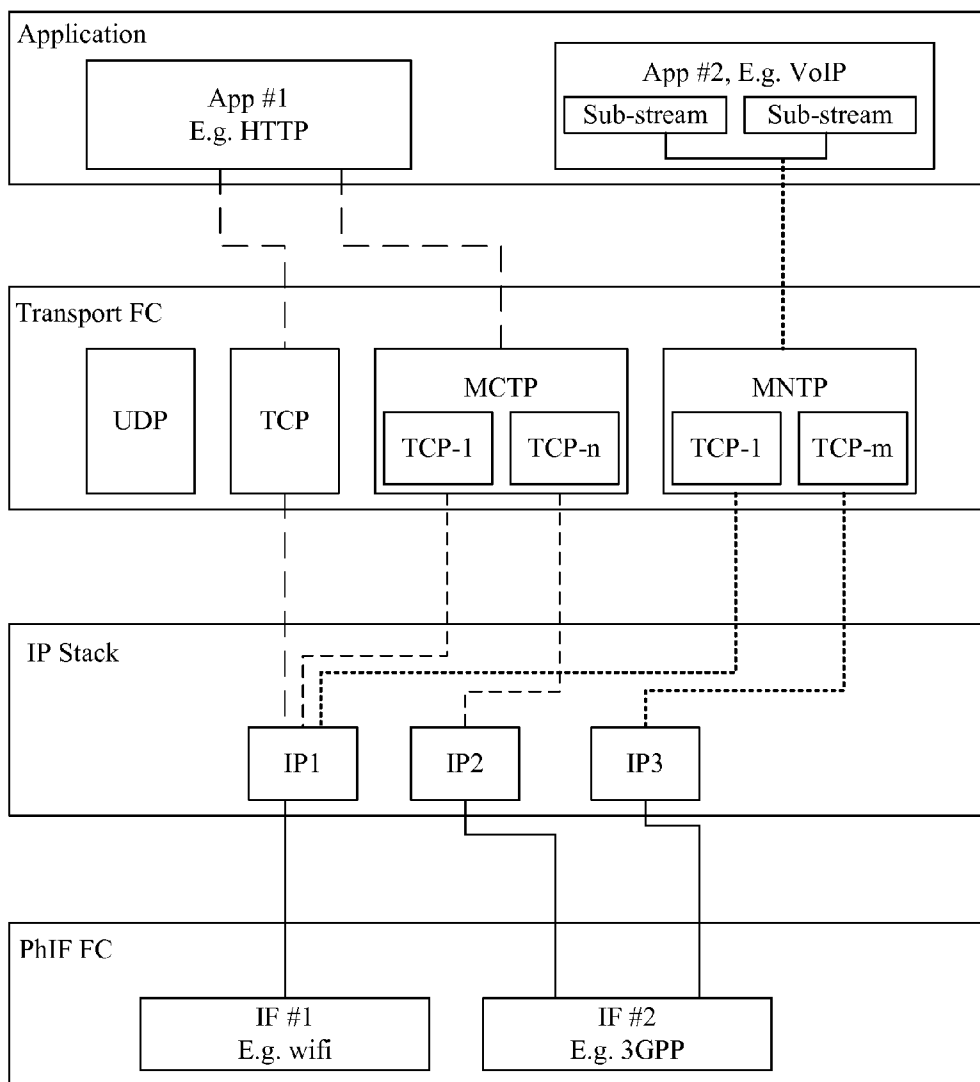 Application
App #1
E.g. HTTP
App #2, E.g. VoIP
Sub-stream
Sub-stream
Transport FC
UDP
TCP
MCTP
TCP-1
TCP-n
MNTP
TCP-1
TCP-m
IP Stack
IP1
IP2
IP3
PhIF FC
IF #1
E.g. wifi
IF #2
E.g. 3GPP